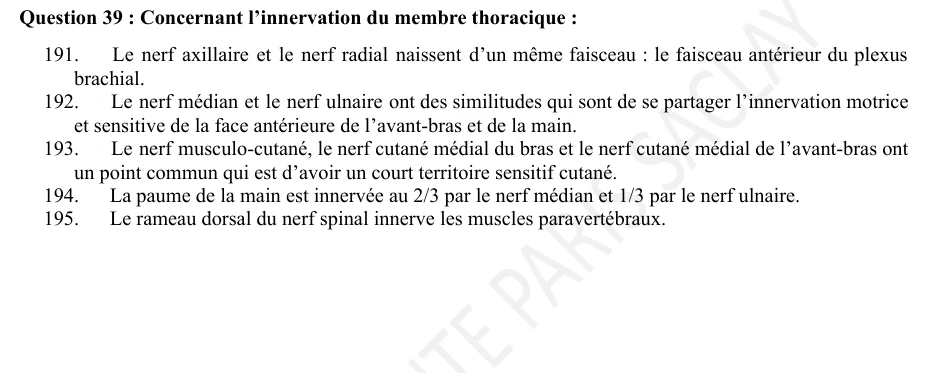 Question 39 : Concernant l’innervation du membre thoracique :
191. Le nerf axillaire et le nerf radial naissent d’un même faisceau : le faisceau antérieur du plexus
brachial.
192. Le nerf médian et le nerf ulnaire ont des similitudes qui sont de se partager l’innervation motrice
et sensitive de la face antérieure de l’avant-bras et de la main.
193. Le nerf musculo-cutané, le nerf cutané médial du bras et le nerf cutané médial de l’avant-bras ont
un point commun qui est d’avoir un court territoire sensitif cutané.
194. La paume de la main est innervée au 2/3 par le nerf médian et 1/3 par le nerf ulnaire.
195. Le rameau dorsal du nerf spinal innerve les muscles paravertébraux.
ITE PARIS SACLAY